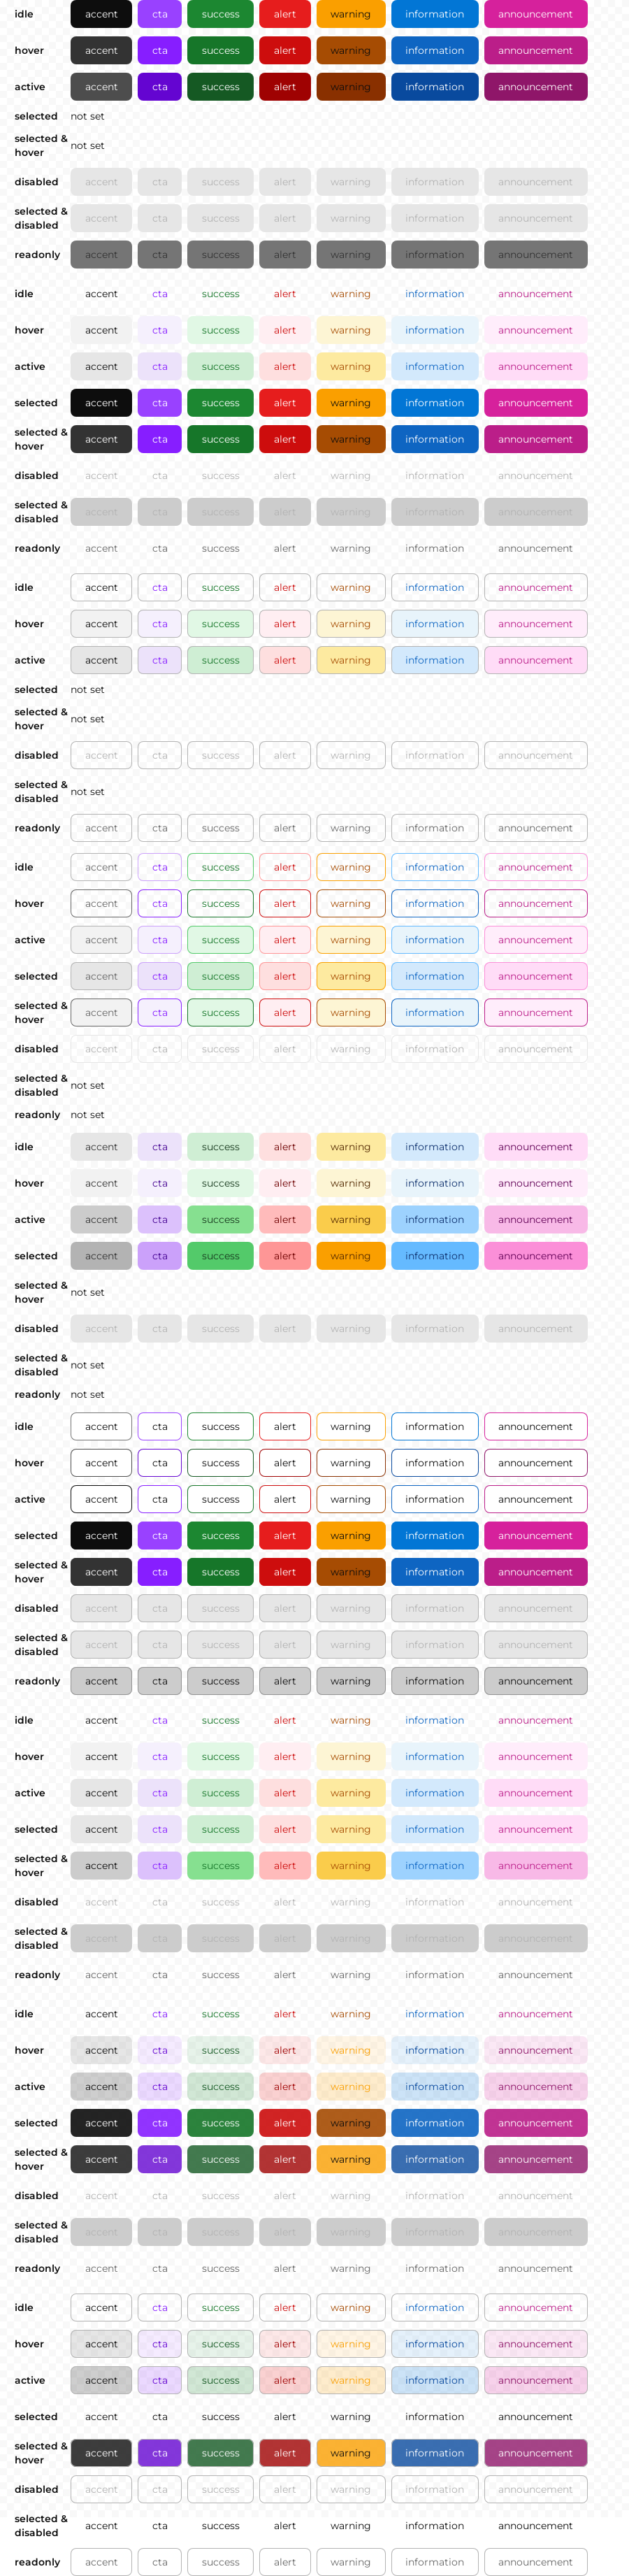 idle accent cta success alert warning information announcement
hover accent cta success alert warning information announcement
active accent cta success alert warning information announcement
selected not set
selected &
hover not set
disabled accent cta success alert warning information announcement
selected &
disabled accent cta success alert warning information announcement
readonly accent cta success alert warning information announcement
idle accent cta success alert warning information announcement
hover accent cta success alert warning information announcement
active accent cta success alert warning information announcement
selected accent cta success alert warning information announcement
selected &
hover accent cta success alert warning information announcement
disabled accent cta success alert warning information announcement
selected &
disabled accent cta success alert warning information announcement
readonly accent cta success alert warning information announcement
idle accent cta success alert warning information announcement
hover accent cta success alert warning information announcement
active accent cta success alert warning information announcement
selected not set
selected &
hover not set
disabled accent cta success alert warning information announcement
selected &
disabled not set
readonly accent cta success alert warning information announcement
idle accent cta success alert warning information announcement
hover accent cta success alert warning information announcement
active accent cta success alert warning information announcement
selected accent cta success alert warning information announcement
selected &
hover accent cta success alert warning information announcement
disabled accent cta success alert warning information announcement
selected &
disabled not set
readonly not set
idle accent cta success alert warning information announcement
hover accent cta success alert warning information announcement
active accent cta success alert warning information announcement
selected accent cta success alert warning information announcement
selected &
hover not set
disabled accent cta success alert warning information announcement
selected &
disabled not set
readonly not set
idle accent cta success alert warning information announcement
hover accent cta success alert warning information announcement
active accent cta success alert warning information announcement
selected accent cta success alert warning information announcement
selected &
hover accent cta success alert warning information announcement
disabled accent cta success alert warning information announcement
selected &
disabled accent cta success alert warning information announcement
readonly accent cta success alert warning information announcement
idle accent cta success alert warning information announcement
hover accent cta success alert warning information announcement
active accent cta success alert warning information announcement
selected accent cta success alert warning information announcement
selected &
hover accent cta success alert warning information announcement
disabled accent cta success alert warning information announcement
selected &
disabled accent cta success alert warning information announcement
readonly accent cta success alert warning information announcement
idle accent cta success alert warning information announcement
hover accent cta success alert warning information announcement
active accent cta success alert warning information announcement
selected accent cta success alert warning information announcement
selected &
hover accent cta success alert warning information announcement
disabled accent cta success alert warning information announcement
selected &
disabled accent cta success alert warning information announcement
readonly accent cta success alert warning information announcement
idle accent cta success alert warning information announcement
hover accent cta success alert warning information announcement
active accent cta success alert warning information announcement
selected accent cta success alert warning information announcement
selected &
hover accent cta success alert warning information announcement
disabled accent cta success alert warning information announcement
selected &
disabled accent cta success alert warning information announcement
readonly accent cta success alert warning information announcement